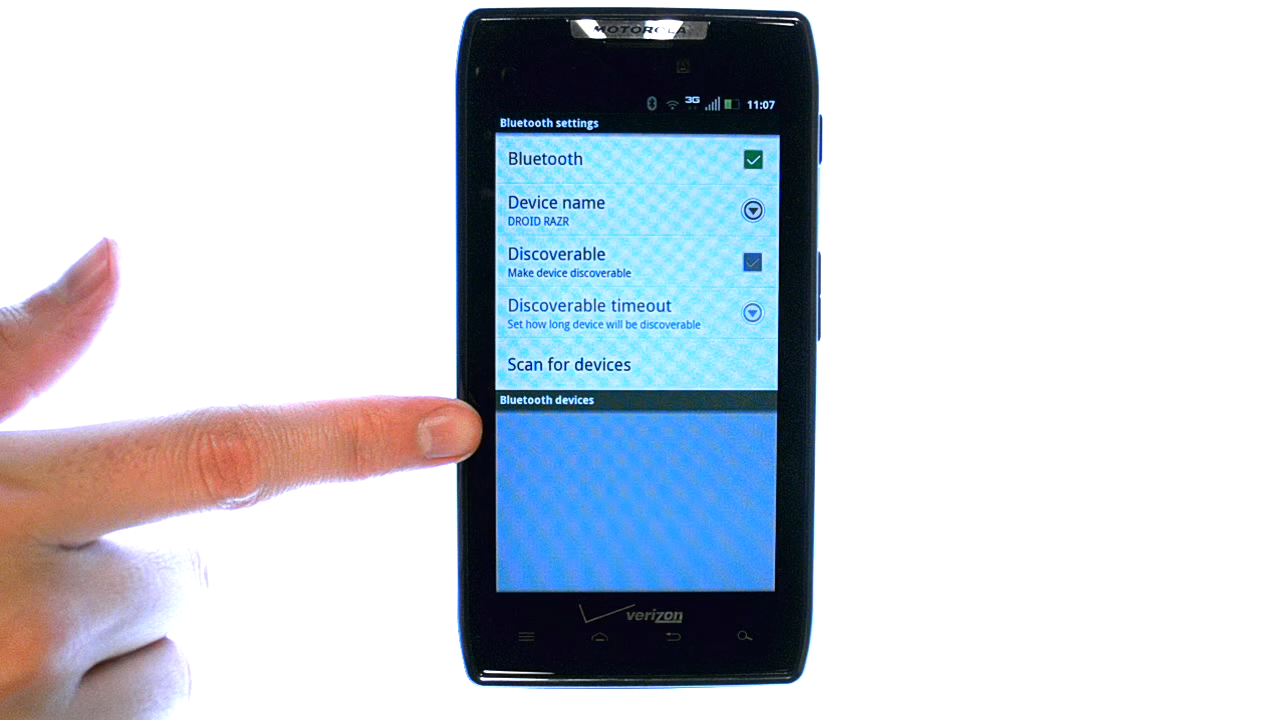 MOTOROLA
3G 11:07
Bluetooth settings
Bluetooth
Device name
DROID RAZR
Discoverable
Make device discoverable
Discoverable timeout
Set how long device will be discoverable
Scan for devices
Bluetooth devices
verizon